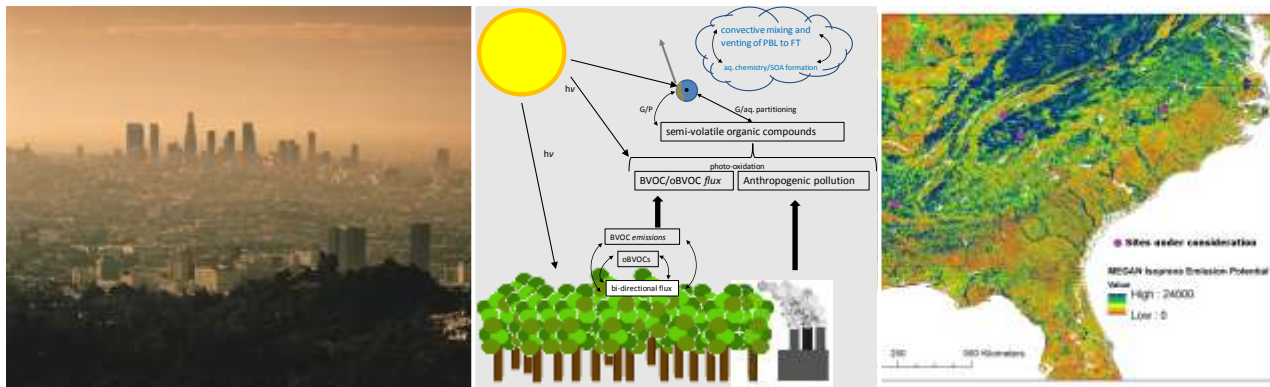 convective mixing and
venting of PBL to FT
aq. chemistry/SOA formation
hν
G/P
G/aq. partitioning
semi-volatile organic compounds
hν
photo-oxidation
BVOC/oBVOC flux
Anthropogenic pollution
BVOC emissions
oBVOCs
bi-directional flux
Sites under consideration
MEGAN Isoprene Emission Potential
Value
High : 24000
Low : 0
Kilometers